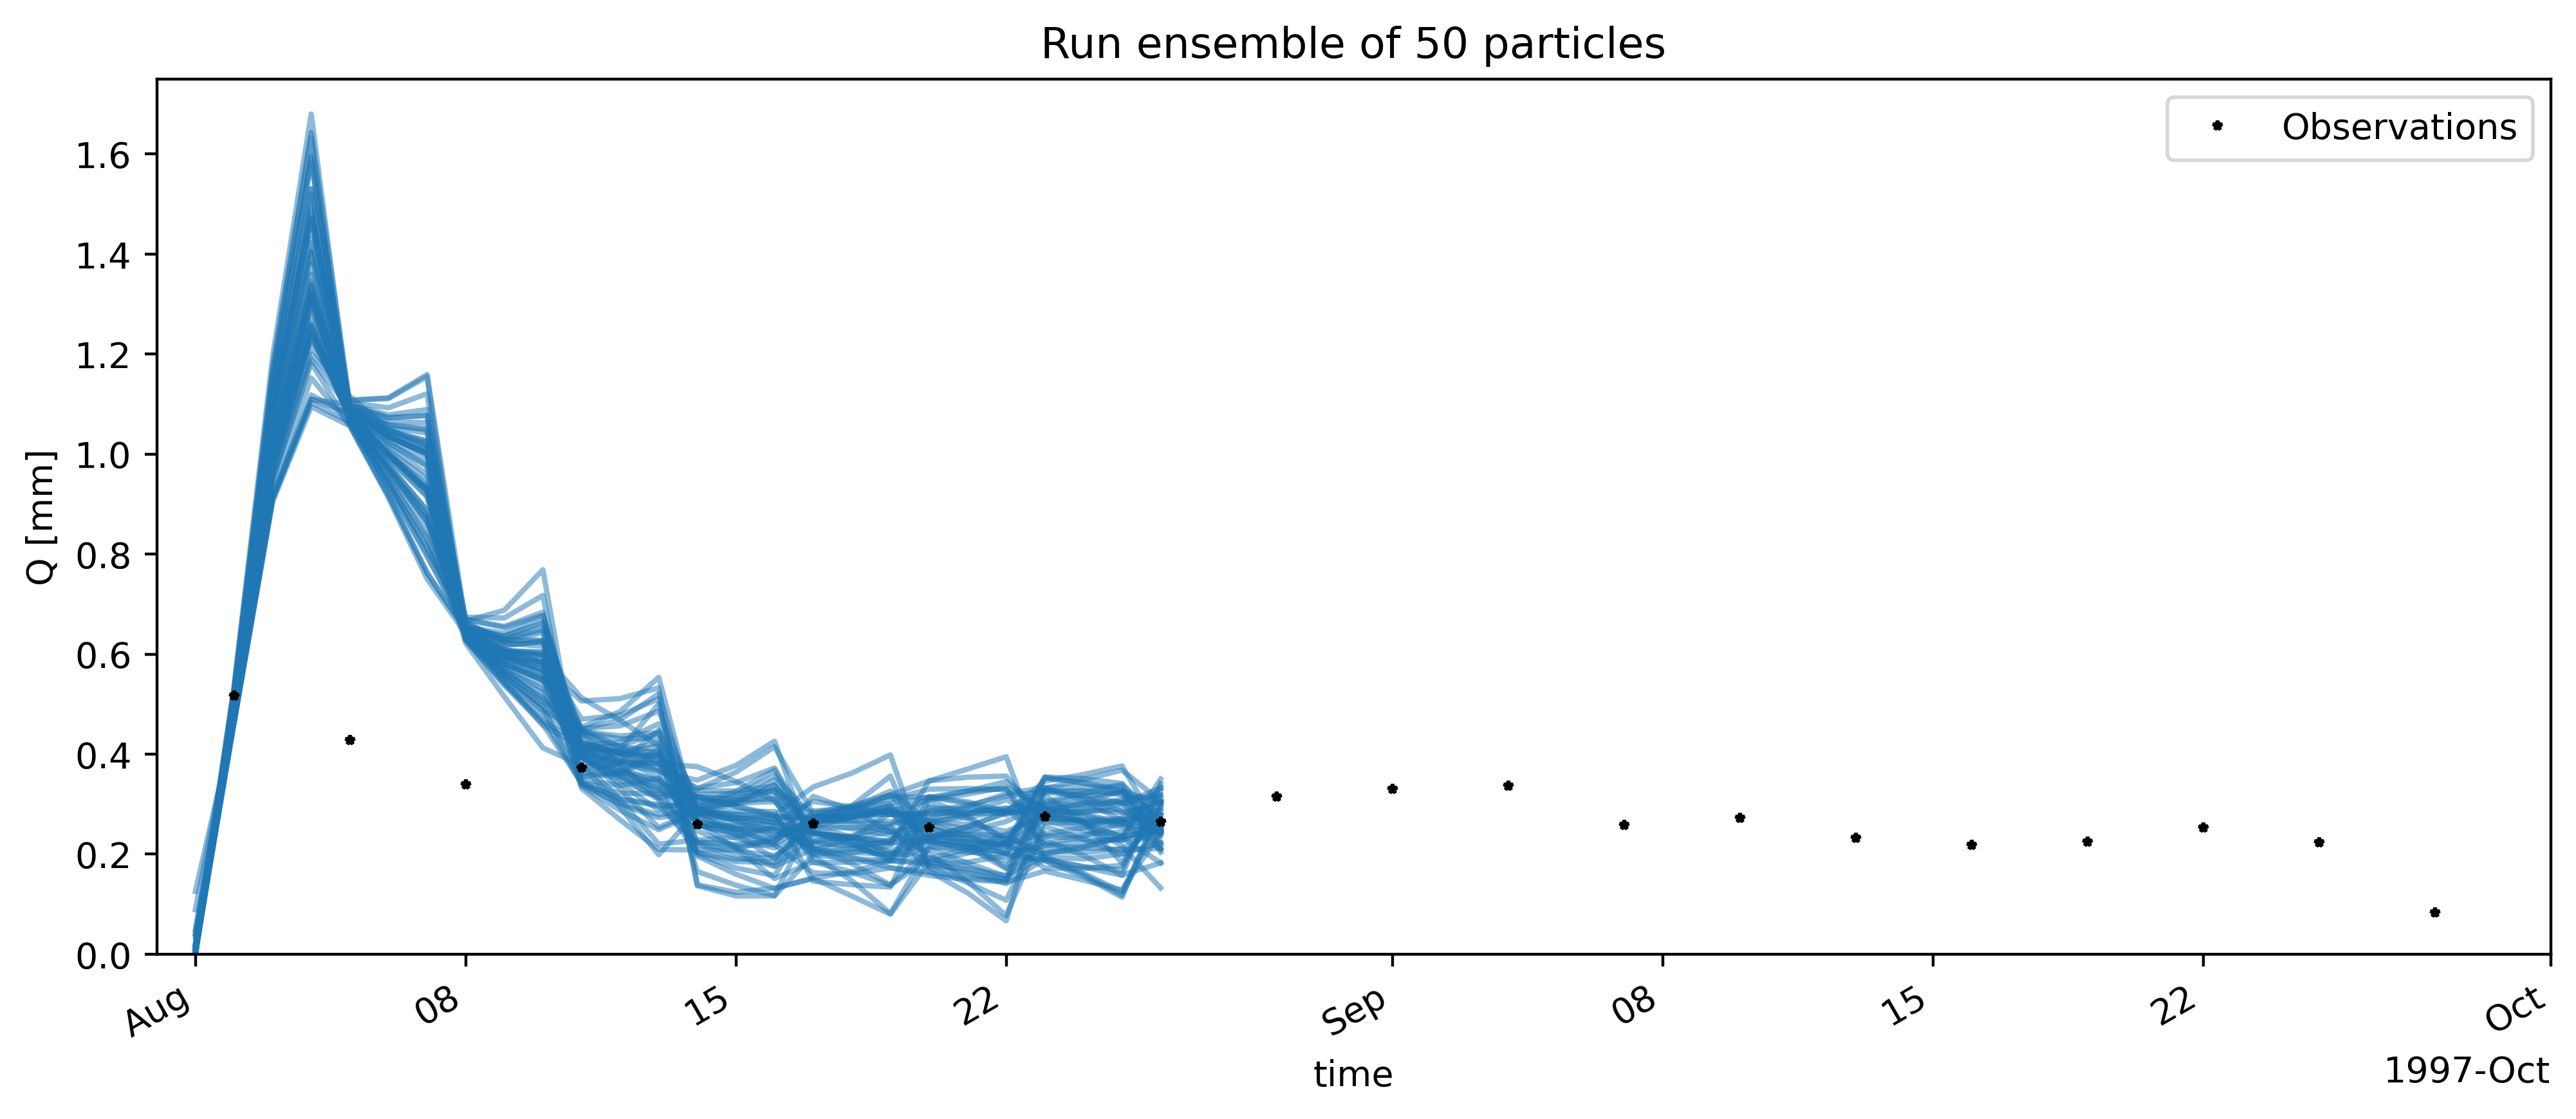 Run ensemble of 50 particles
Observations
Q [mm]
1.6
1.4
1.2
1.0
0.8
0.6
0.4
0.2
0.0
Aug
08
15
22
Sep
08
15
22
Oct
time
1997-Oct